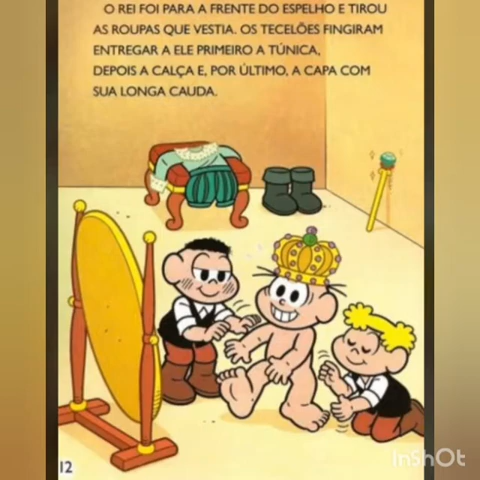 O REI FOI PARA A FRENTE DO ESPELHO E TIROU
AS ROUPAS QUE VESTIA. OS TECELÕES FINGIRAM
ENTREGAR A ELE PRIMEIRO A TÚNICA,
DEPOIS A CALÇA E, POR ÚLTIMO, A CAPA COM
SUA LONGA CAUDA.
12
InShOt